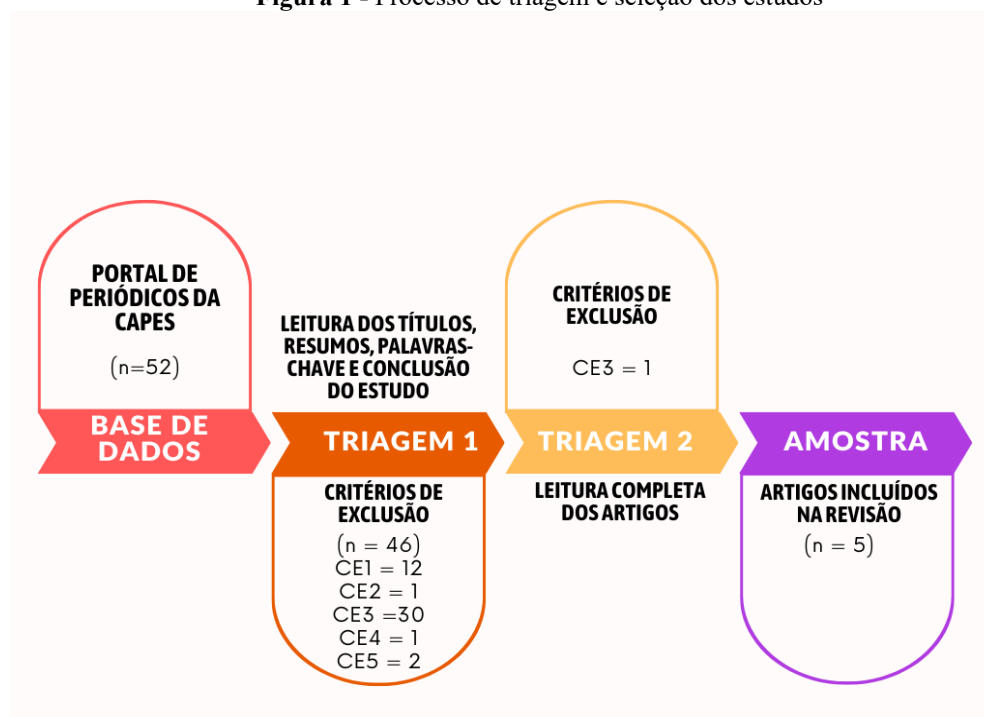 Figura 1 - Processo de triagem e seleção dos estudos
PORTAL DE
PERIÓDICOS DA
CAPES
(n=52)
BASE DE
DADOS
LEITURA DOS TÍTULOS,
RESUMOS, PALAVRAS-
CHAVE E CONCLUSÃO
DO ESTUDO
TRIAGEM 1
CRITÉRIOS DE
EXCLUSÃO
(n = 46)
CE1 = 12
CE2 = 1
CE3 =30
CE4 = 1
CE5 = 2
CRITÉRIOS DE
EXCLUSÃO
CE3 = 1
TRIAGEM 2
LEITURA COMPLETA
DOS ARTIGOS
AMOSTRA
ARTIGOS INCLUÍDOS
NA REVISÃO
(n = 5)